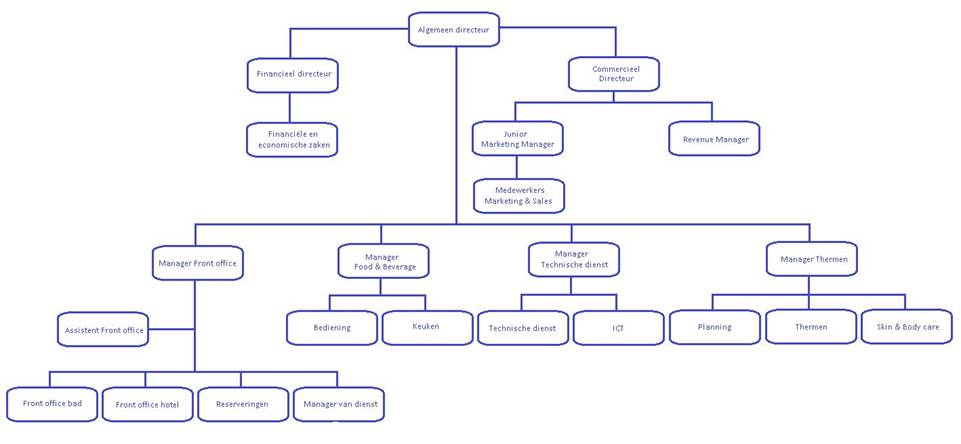 Algemeen directeur
Financieel directeur
Commercieel
Directeur
Financiële en
economische zaken
Junior
Marketing Manager
Revenue Manager
Medewerkers
Marketing & Sales
Manager Front office
Manager
Food & Beverage
Manager
Technische dienst
Manager Thermen
Assistent Front office
Bediening
Keuken
Technische dienst
ICT
Planning
Thermen
Skin & Body care
Front office bad
Front office hotel
Reserveringen
Manager van dienst